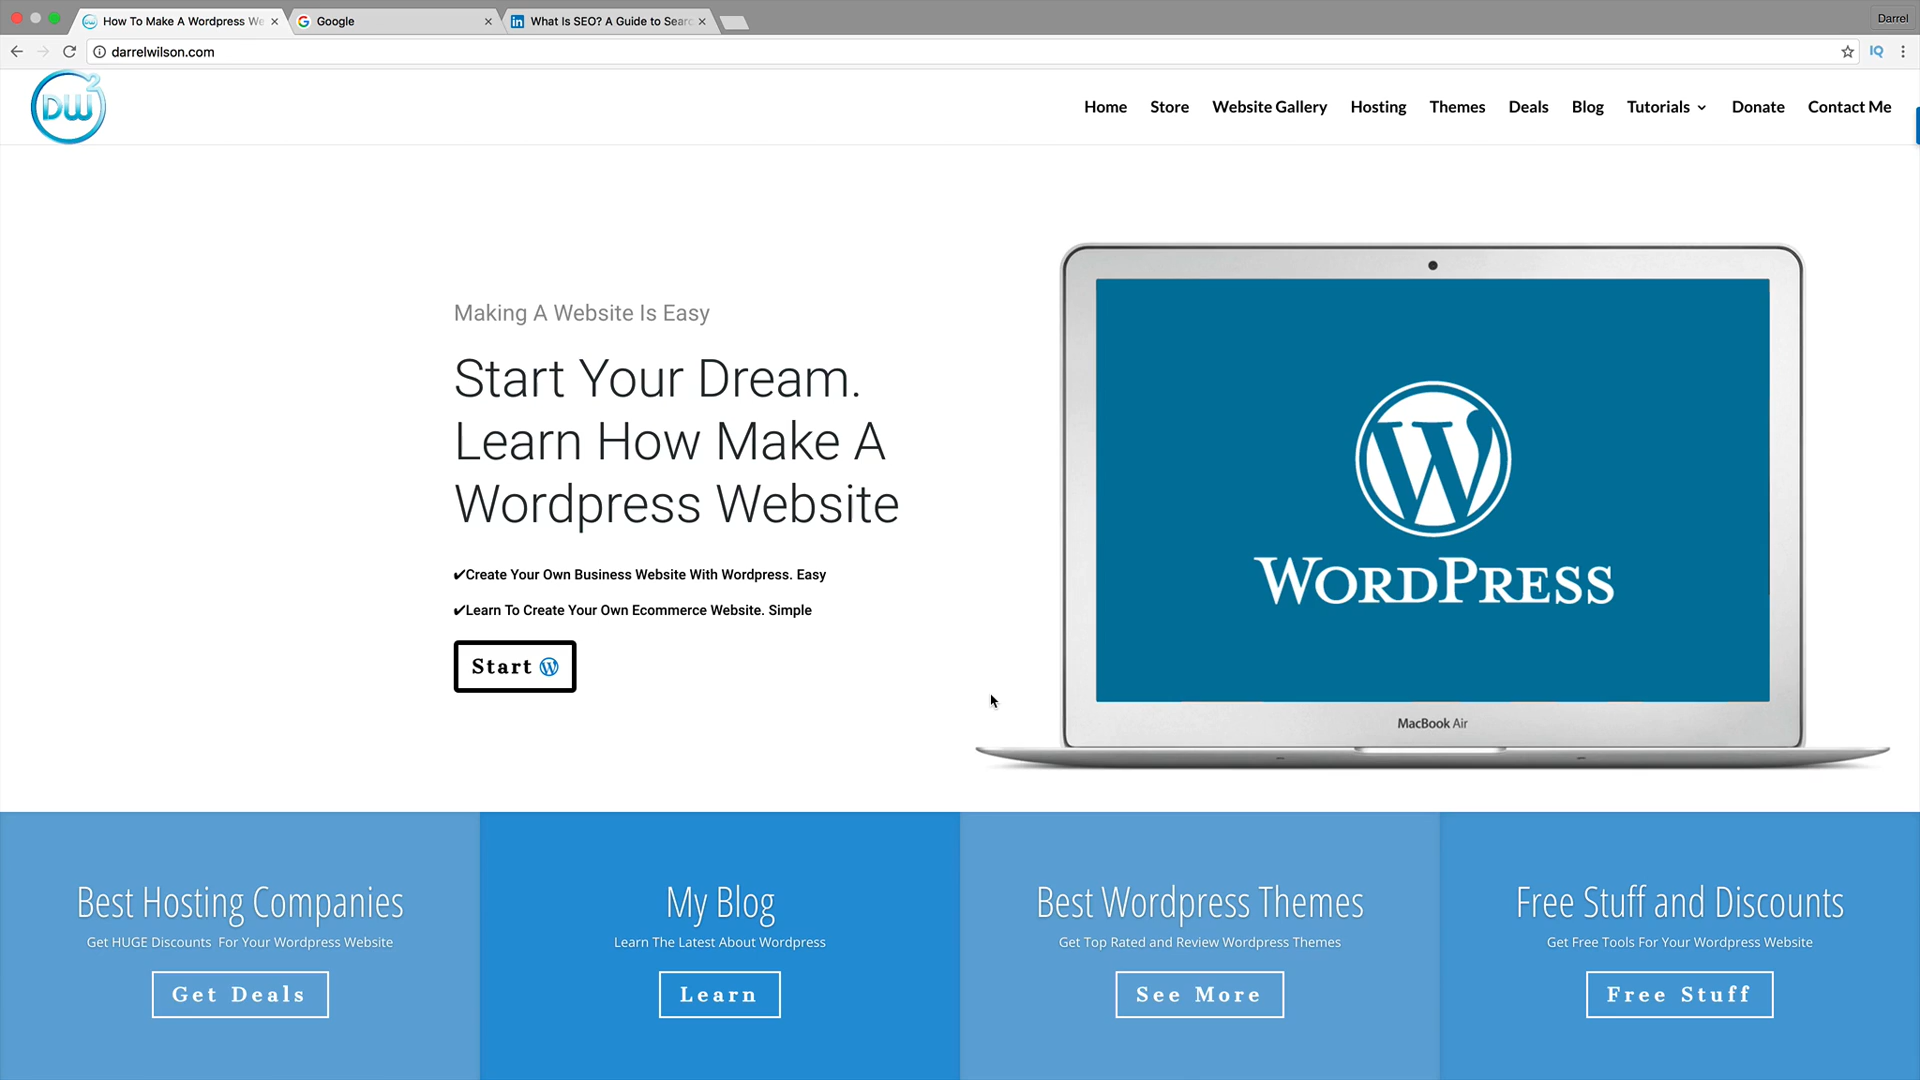 How To Make A Wordpress We
Google
What Is SEO? A Guide to Searc
Darrel
darrelwilson.com
IQ
DW2
Home
Store
Website Gallery
Hosting
Themes
Deals
Blog
Tutorials
Donate
Contact Me
Making A Website Is Easy
Start Your Dream.
Learn How Make A
Wordpress Website
✔Create Your Own Business Website With Wordpress. Easy
✔Learn To Create Your Own Ecommerce Website. Simple
Start
WORDPRESS
MacBook Air
Best Hosting Companies
Get HUGE Discounts For Your Wordpress Website
Get Deals
My Blog
Learn The Latest About Wordpress
Learn
Best Wordpress Themes
Get Top Rated and Review Wordpress Themes
See More
Free Stuff and Discounts
Get Free Tools For Your Wordpress Website
Free Stuff